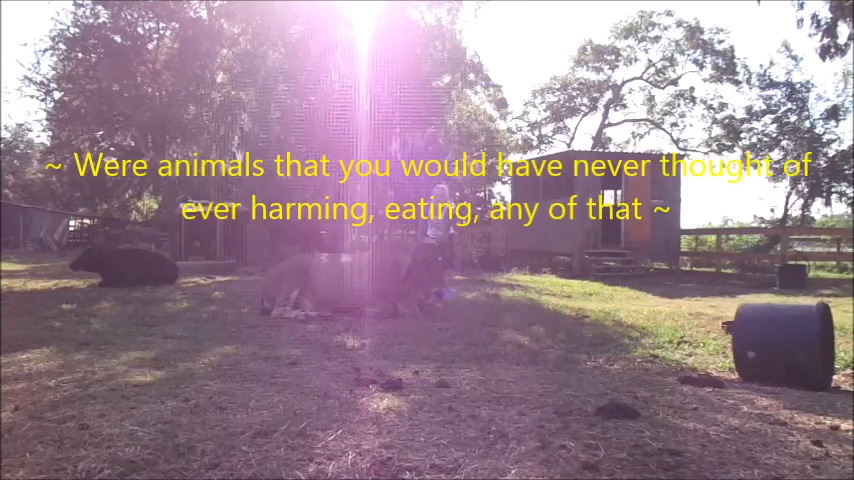 ~ Were animals that you would have never thought of
ever harming, eating, any of that ~